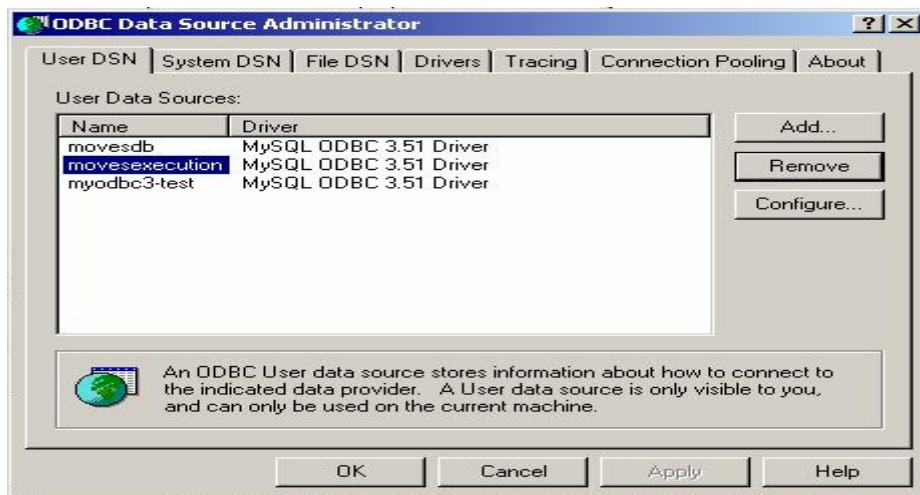 ODBC Data Source Administrator
User DSN System DSN File DSN Drivers Tracing Connection Pooling About
User Data Sources:
Name Driver
movesdb MySQL ODBC 3.51 Driver
movesexecution MySQL ODBC 3.51 Driver
myodbc3-test MySQL ODBC 3.51 Driver
Add...
Remove
Configure...
An ODBC User data source stores information about how to connect to
the indicated data provider. A User data source is only visible to you,
and can only be used on the current machine.
OK Cancel Apply Help